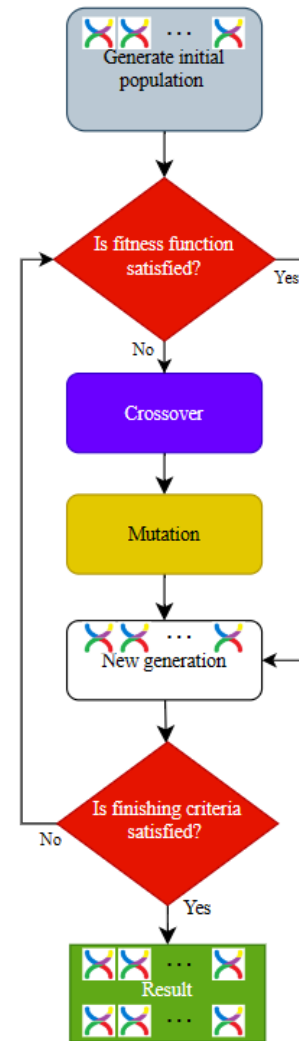 ...
Generate initial
population
Is fitness function
satisfied?
Yes
No
Crossover
Mutation
...
New generation
Is finishing criteria
satisfied?
No
Yes
...
Result
...